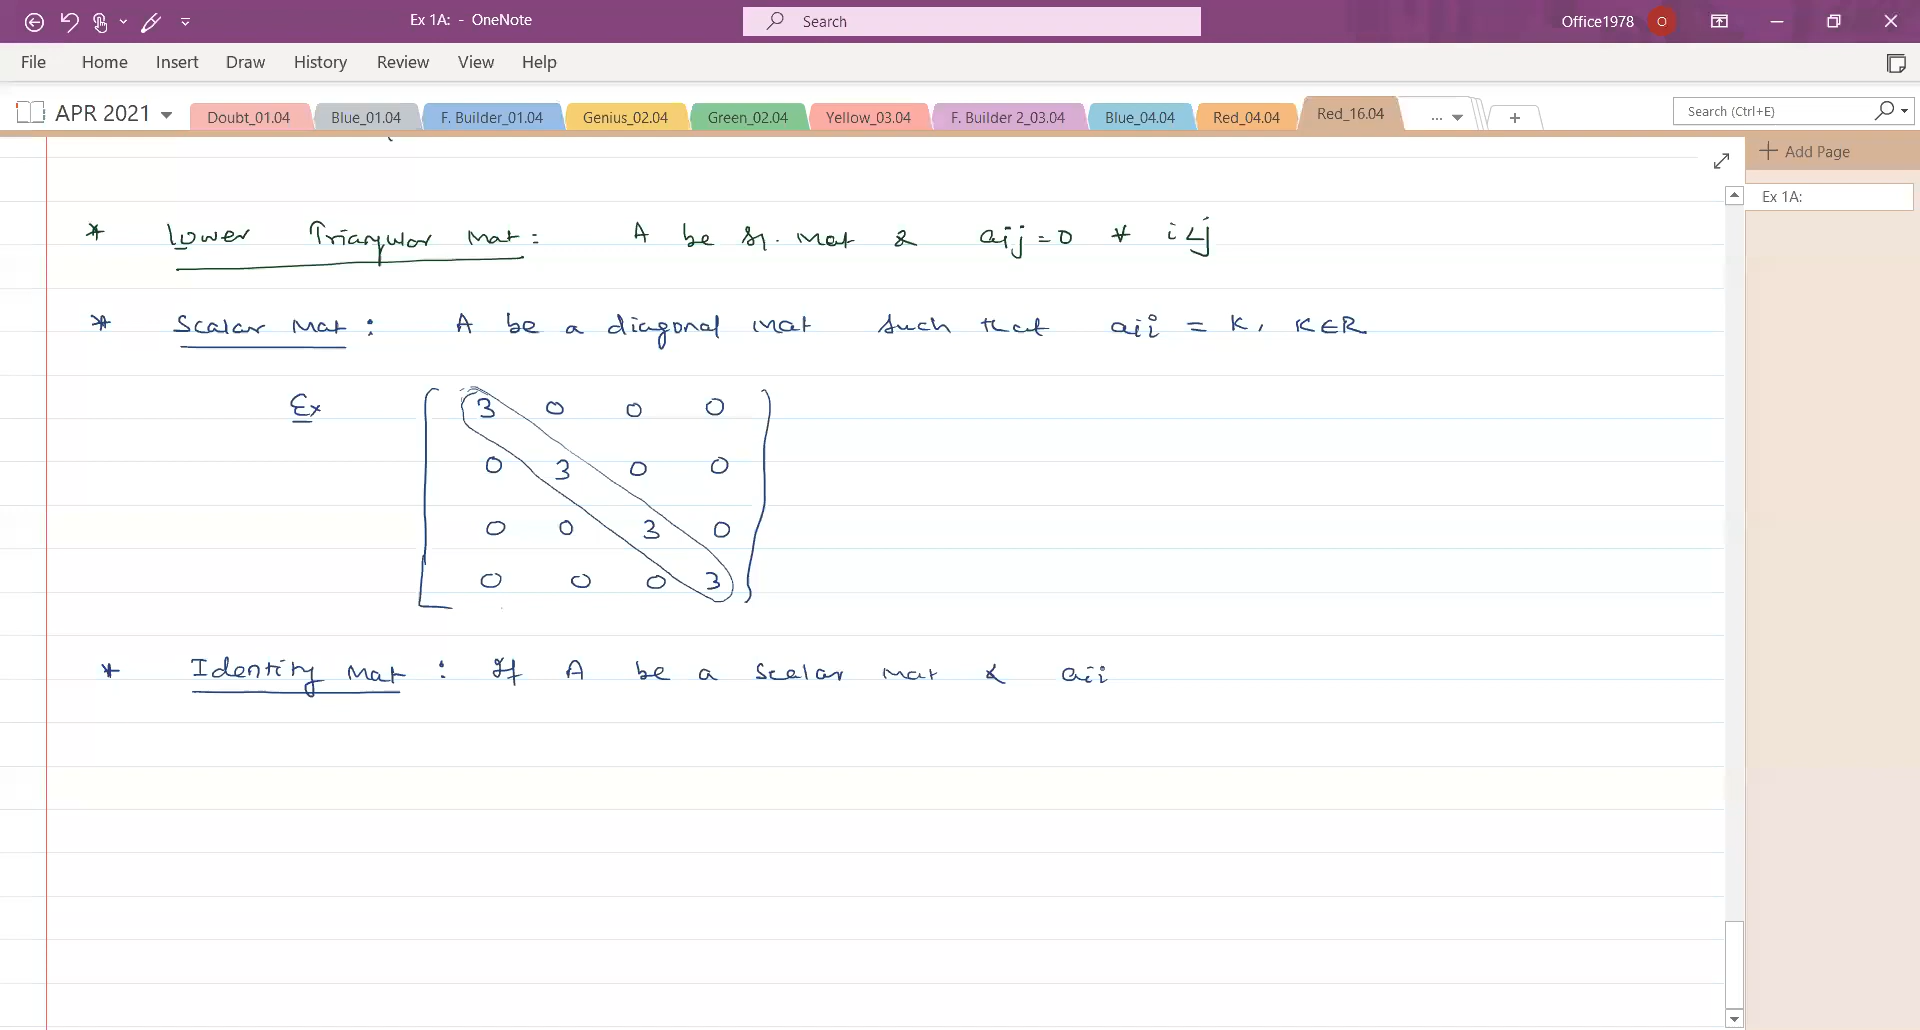 Ex 1A: - OneNote
Search
Office1978
O
File Home Insert Draw History Review View Help
APR 2021
Doubt_01.04
Blue_01.04
F. Builder_01.04
Genius_02.04
Green_02.04
Yellow_03.04
F. Builder 2_03.04
Blue_04.04
Red_04.04
Red_16.04
...
+
Search (Ctrl+E)
Add Page
Ex 1A:
* Lower Triangular Mat: A be sq. Mat & aij = 0 ∀ i<j
* Scalar Mat: A be a diagonal Mat such that aii = K, K∈R
Ex
3 0 0 0
0 3 0 0
0 0 3 0
0 0 0 3
* Identity Mat: If A be a scalar mat & aii